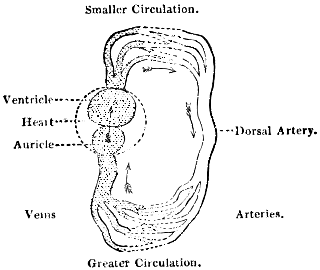 Smaller Circulation.
Ventricle
Heart
Auricle
Dorsal Artery.
Veins
Arteries.
Greater Circulation.